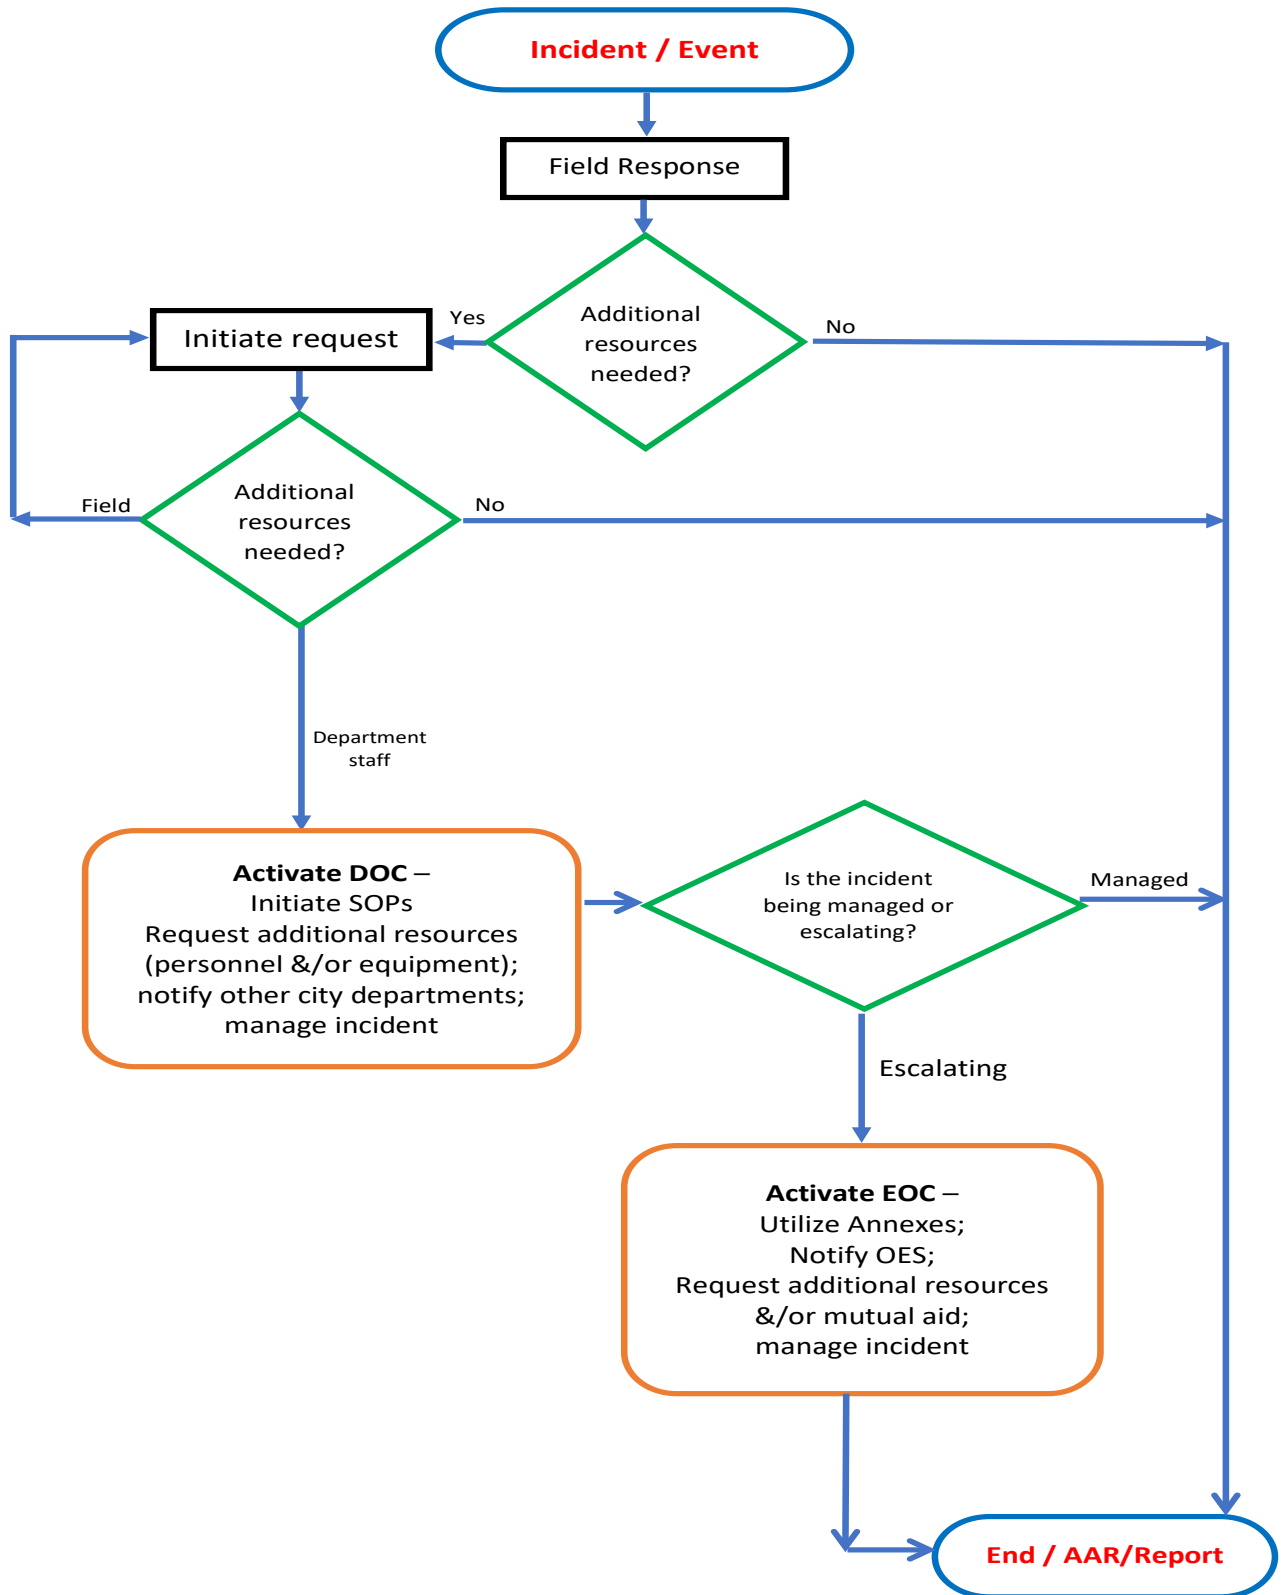 Incident / Event
Field Response
Additional
resources
needed?
Yes
No
Initiate request
Additional
resources
needed?
Field
No
Department
staff
Activate DOC –
Initiate SOPs
Request additional resources
(personnel &/or equipment);
notify other city departments;
manage incident
Is the incident
being managed or
escalating?
Managed
Escalating
Activate EOC –
Utilize Annexes;
Notify OES;
Request additional resources
&/or mutual aid;
manage incident
End / AAR/Report